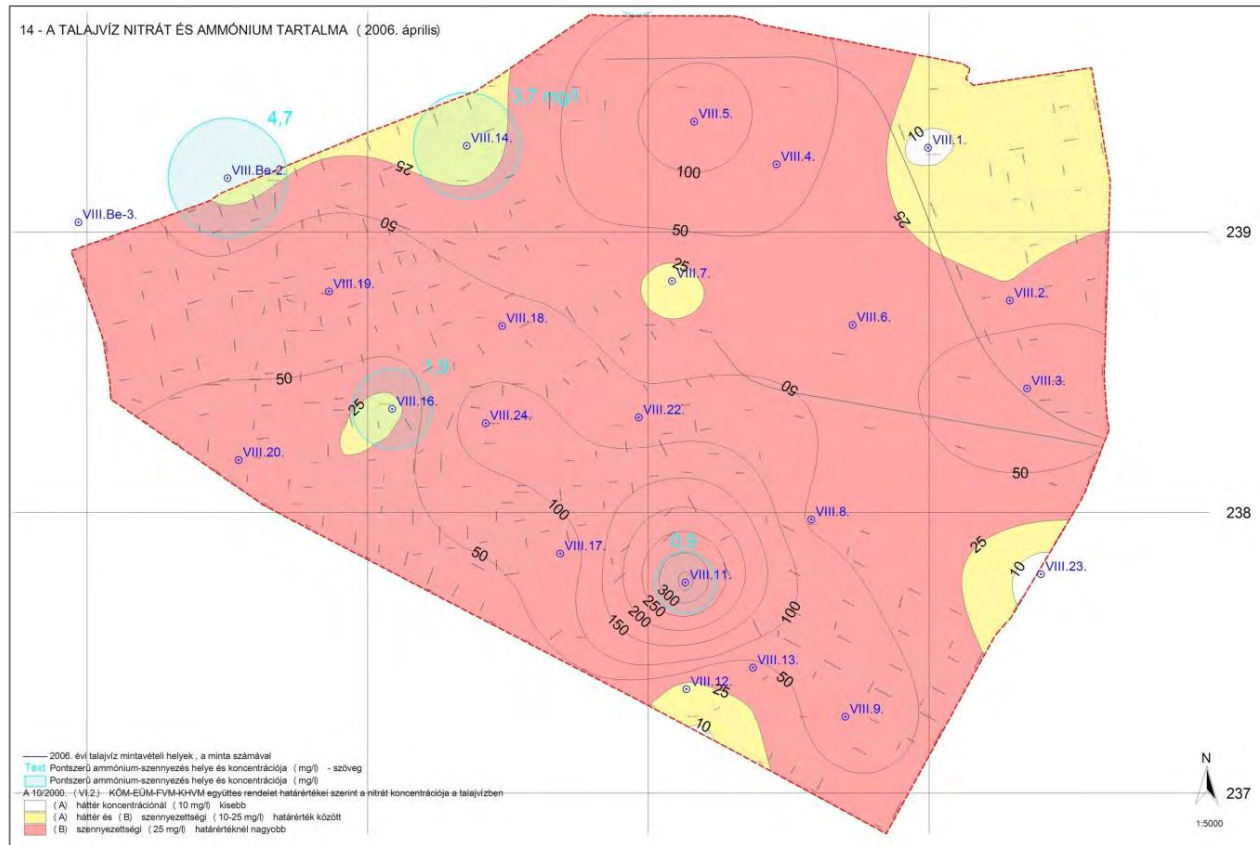 14 - A TALAJVÍZ NITRÁT ÉS AMMÓNIUM TARTALMA ( 2006. április)
4,7
3,7 mg/l
VIII.5.
10
VIII.1.
VIII.14.
VIII.4.
100
25
VIII.Be-2.
VIII.Be-3.
50
25
50
239
25
VIII.7.
VIII.19.
VIII.2.
VIII.18.
VIII.6.
50
1,9
50
VIII.3.
25
VIII.16.
VIII.24.
VIII.22.
VIII.20.
50
100
238
VIII.8.
25
50
VIII.17.
0,9
10
VIII.23.
VIII.11.
300
250
200
150
100
VIII.13.
50
VIII.12.
25
10
VIII.9.
2006. évi talajvíz mintavételi helyek , a minta számával
Text Pontszerű ammónium-szennyezés helye és koncentrációja ( mg/l) - szöveg
Pontszerű ammónium-szennyezés helye és koncentrációja ( mg/l)
A 10/2000. ( VI.2.) KÖM-EÜM-FVM-KHVM együttes rendelet határértékei szerint a nitrát koncentrációja a talajvízben
( A) háttér koncentrációnál ( 10 mg/l) kisebb
( A) háttér és ( B) szennyezettségi ( 10-25 mg/l) határérték között
( B) szennyezettségi ( 25 mg/l) határértéknél nagyobb
N
237
1:5000